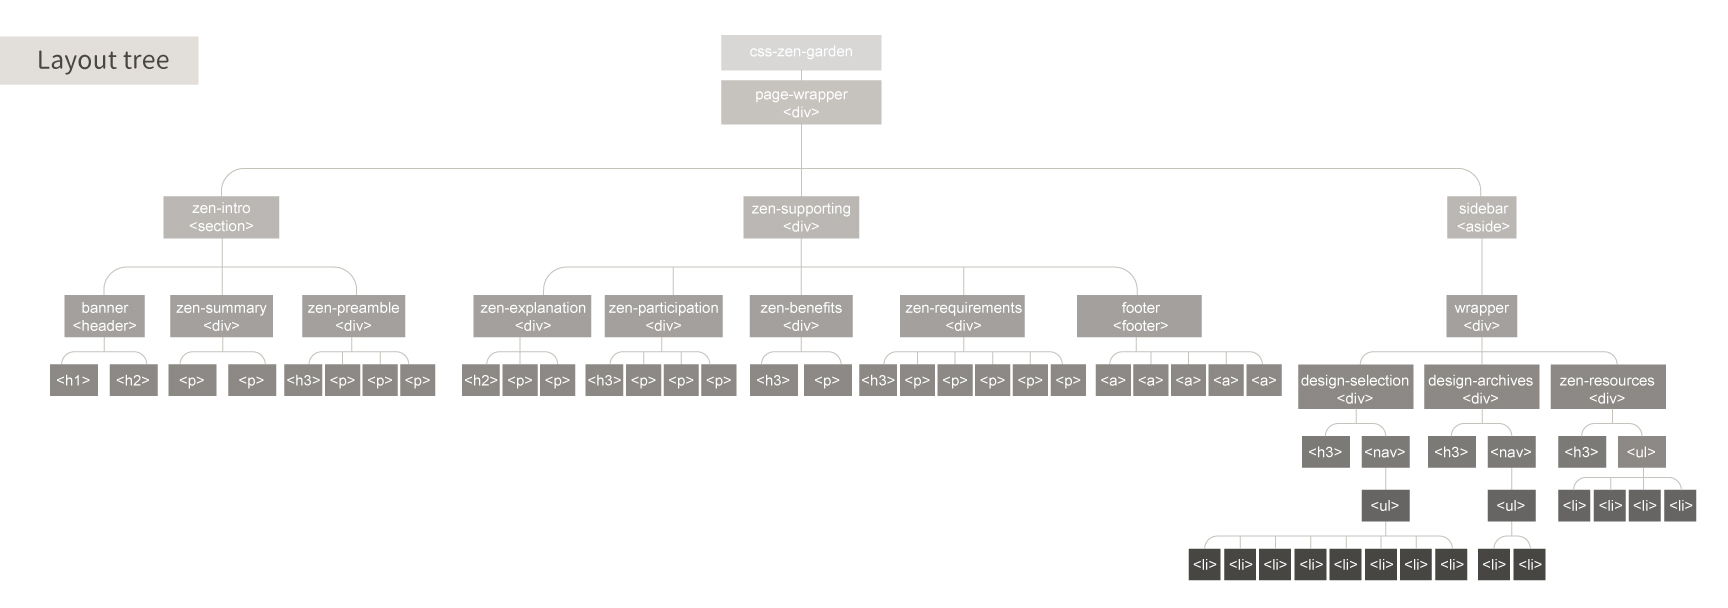 Layout tree
css-zen-garden
page-wrapper
<div>
zen-intro
<section>
zen-supporting
<div>
sidebar
<aside>
banner
<header>
zen-summary
<div>
zen-preamble
<div>
zen-explanation
<div>
zen-participation
<div>
zen-benefits
<div>
zen-requirements
<div>
footer
<footer>
wrapper
<div>
<h1> <h2> <p> <p> <h3> <p> <p> <p> <h2> <p> <p> <h3> <p> <p> <p> <h3> <p> <h3> <p> <p> <p> <p> <p> <a> <a> <a> <a> <a>
design-selection
<div>
design-archives
<div>
zen-resources
<div>
<h3> <nav> <h3> <nav> <h3> <ul>
<ul> <ul> <li> <li> <li> <li>
<li> <li> <li> <li> <li> <li> <li> <li> <li> <li>